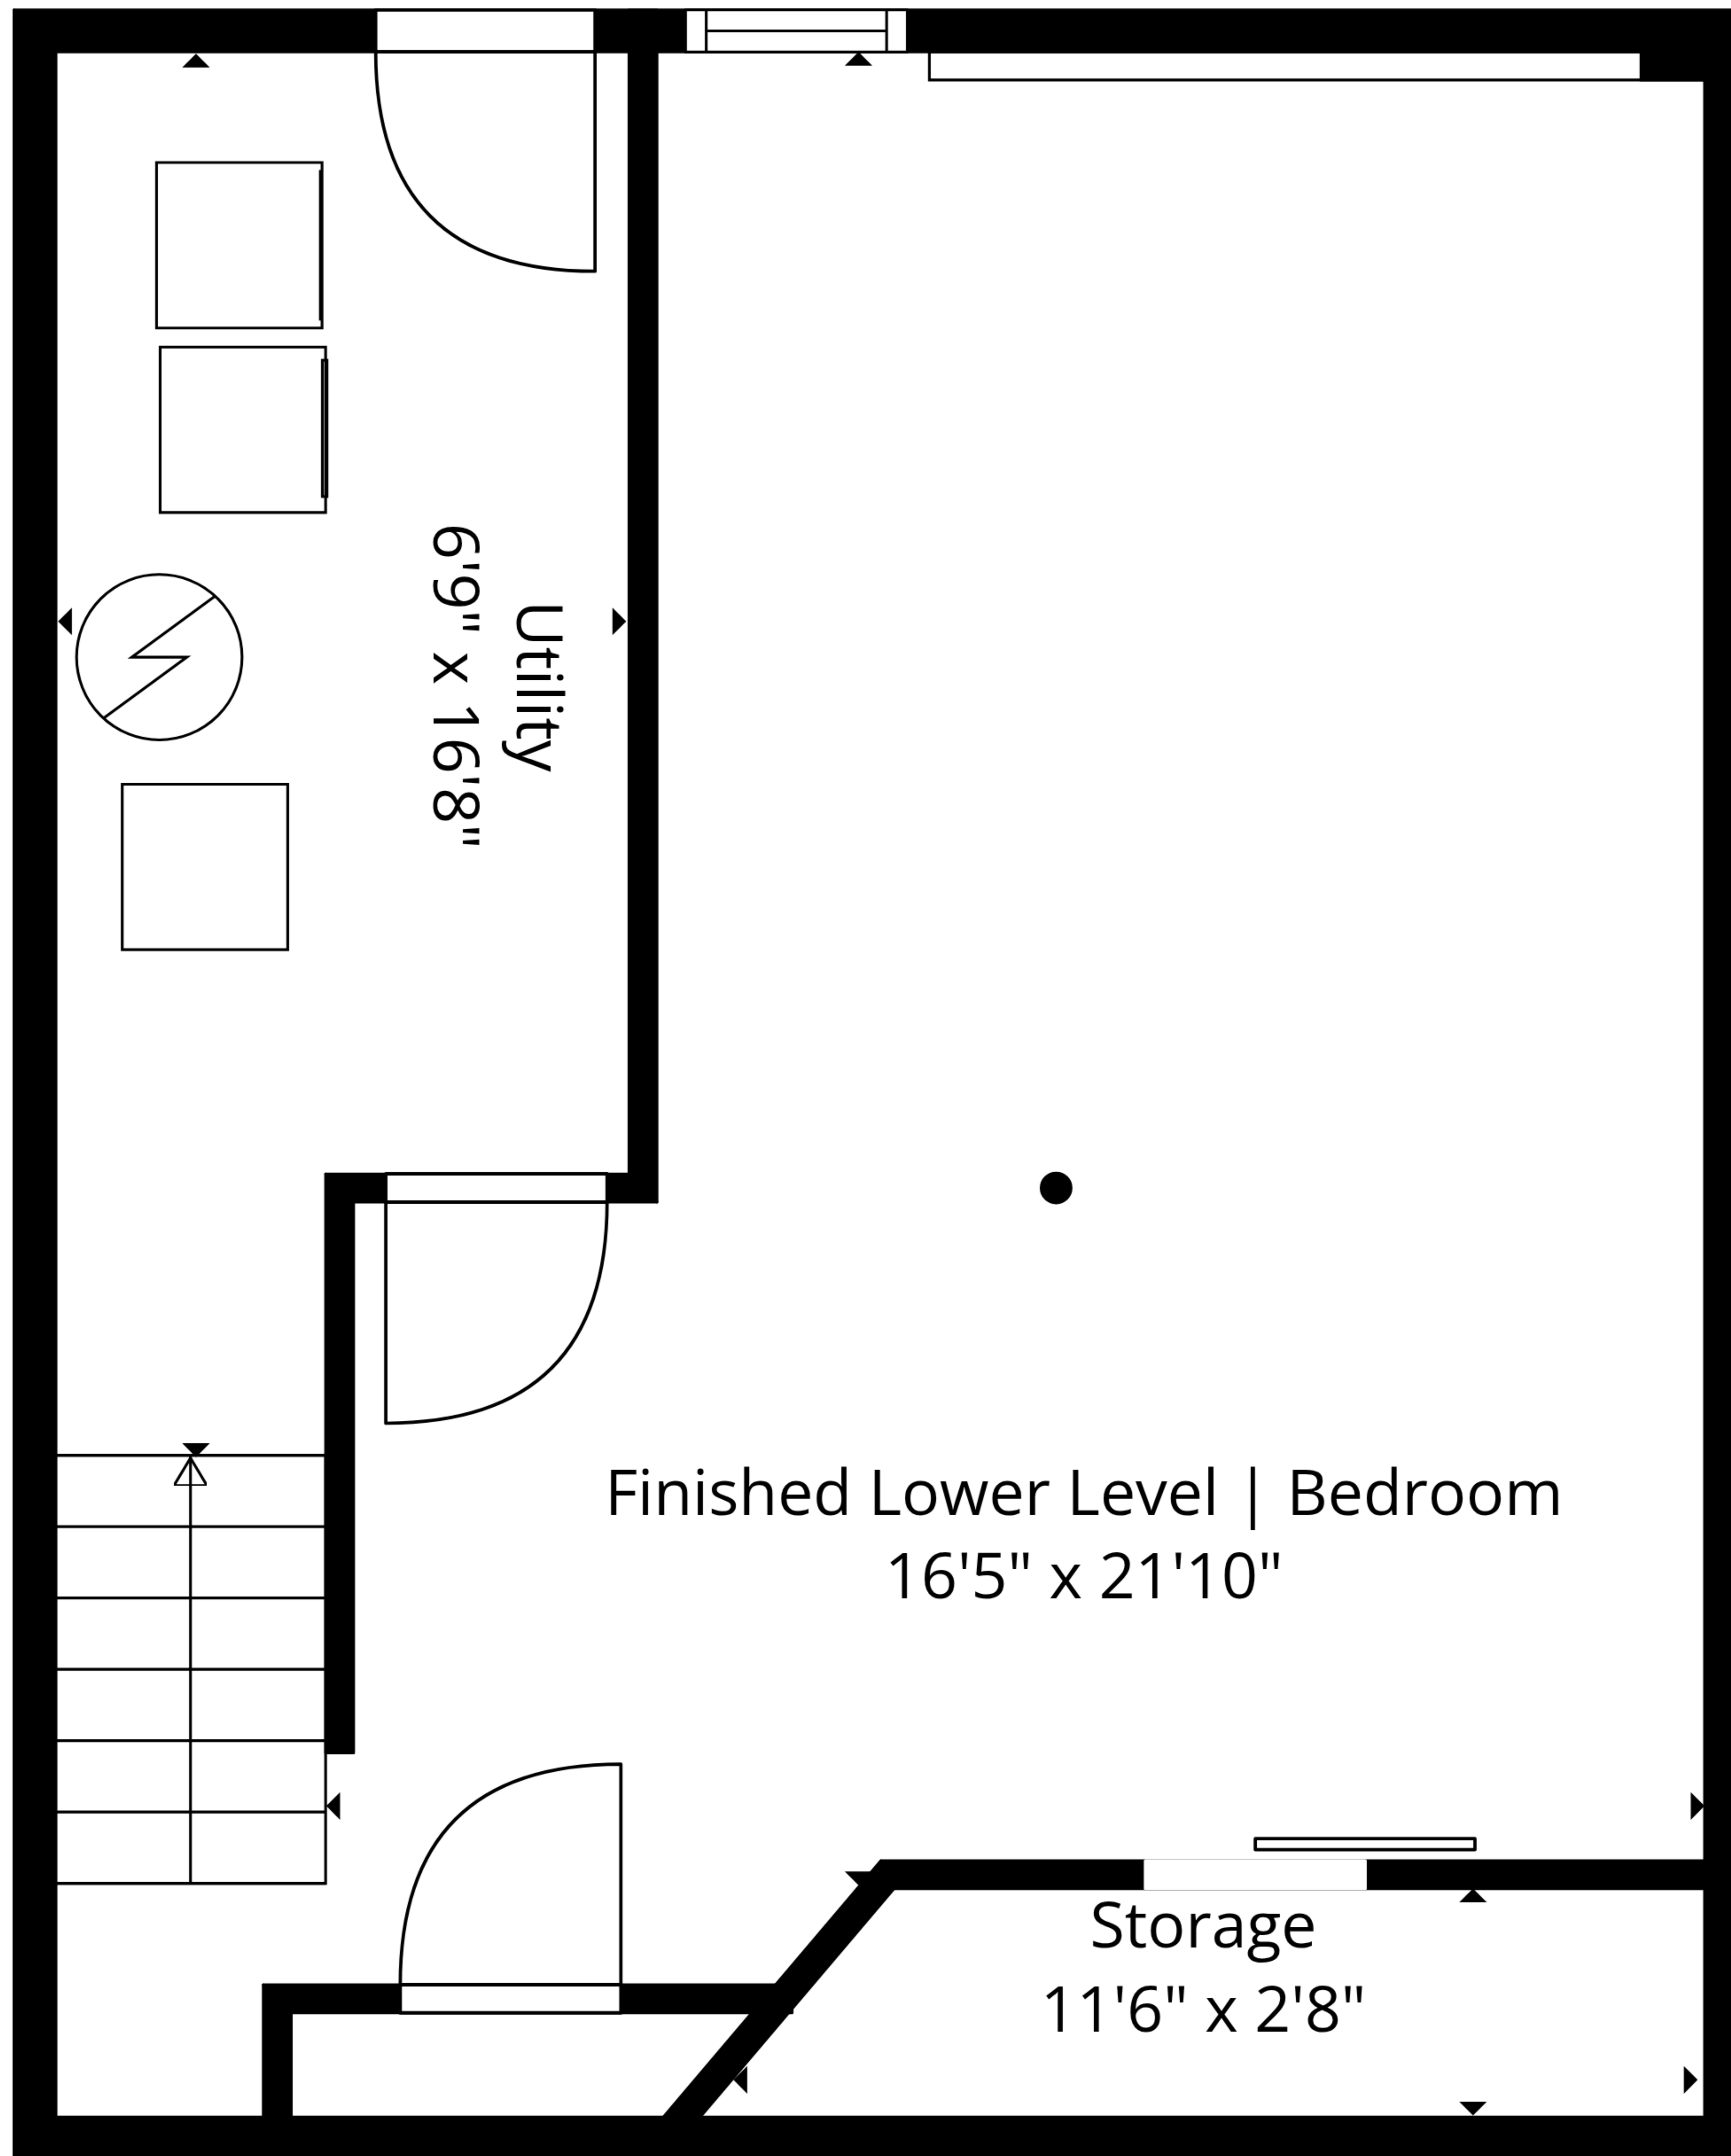 Utility
6'9" x 16'8"
Finished Lower Level | Bedroom
16'5" x 21'10"
Storage
11'6" x 2'8"